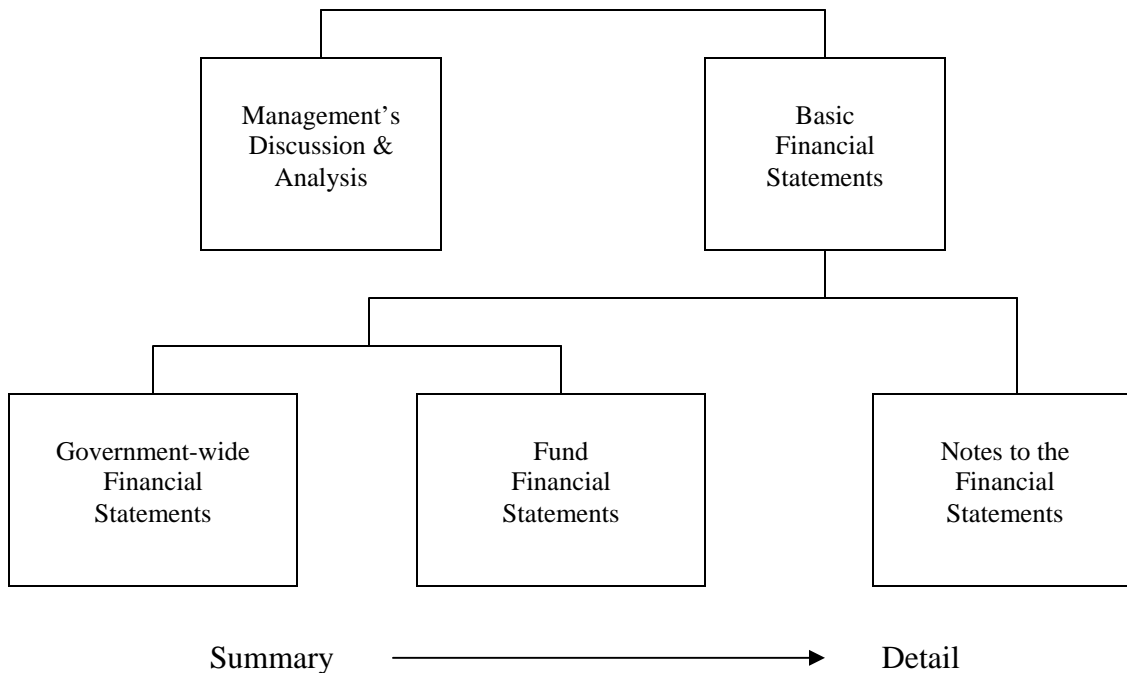 Management’s
Discussion &
Analysis
Basic
Financial
Statements
Government-wide
Financial
Statements
Fund
Financial
Statements
Notes to the
Financial
Statements
Summary
Detail